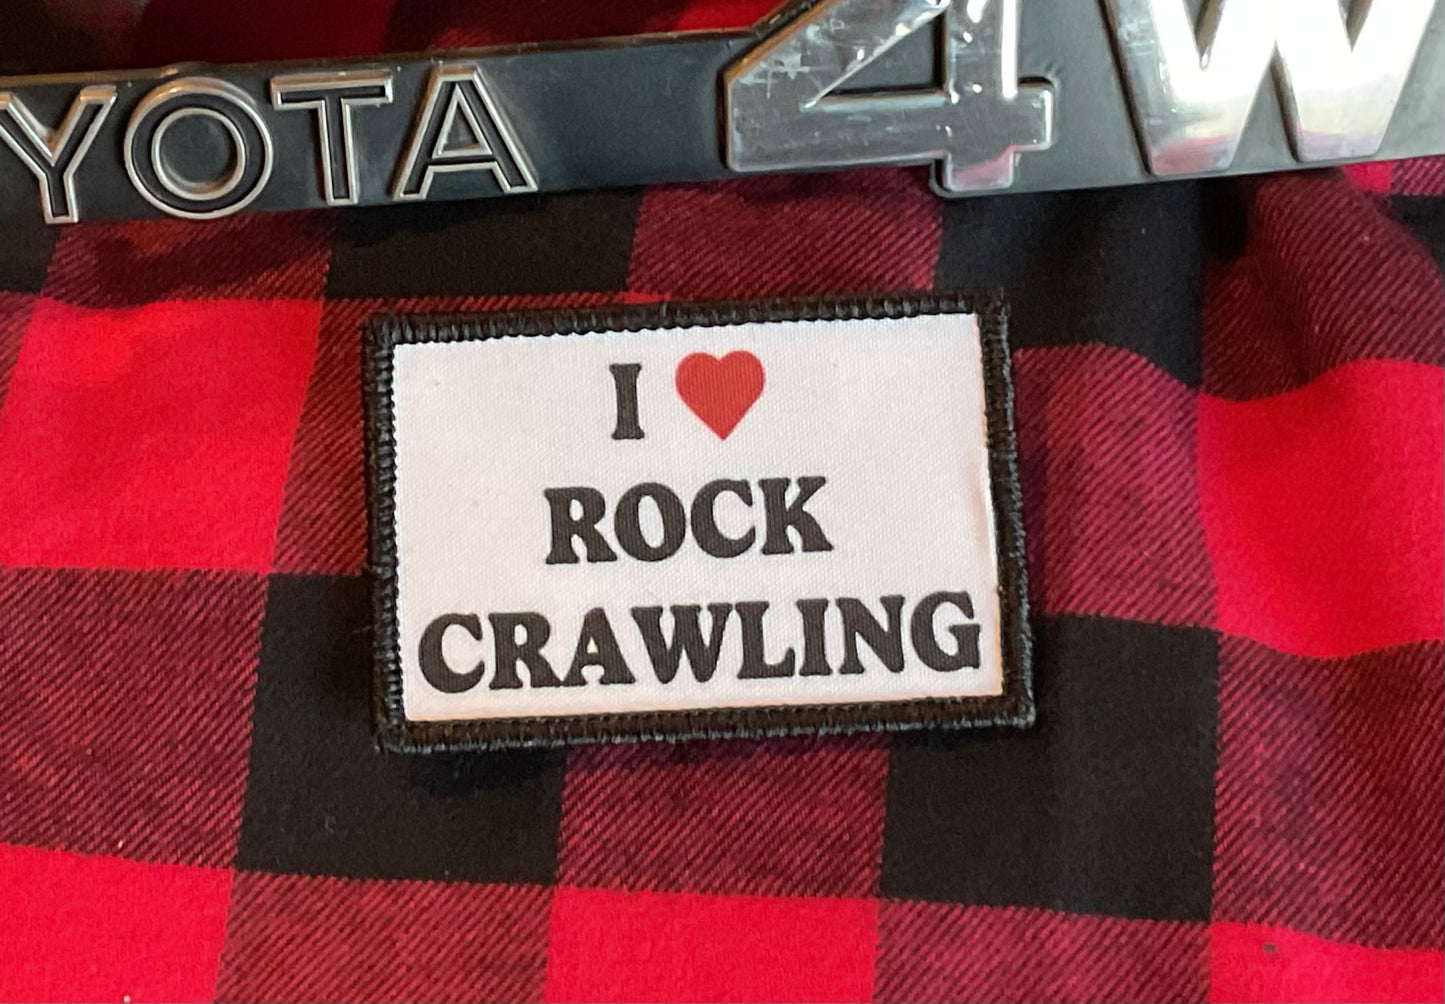 YOTA 4W
I ❤
ROCK
CRAWLING